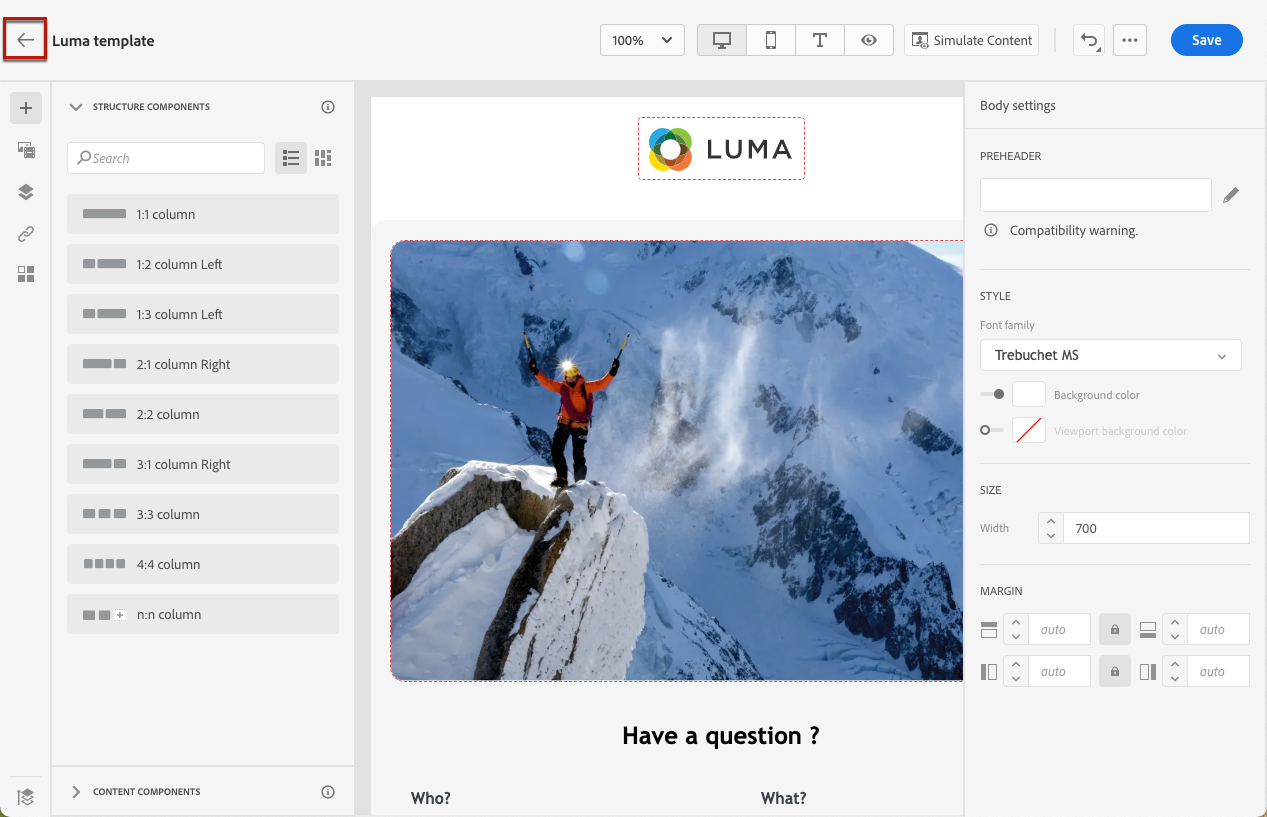 Luma template
100%
Simulate Content
Save
STRUCTURE COMPONENTS
Search
1:1 column
1:2 column Left
1:3 column Left
2:1 column Right
2:2 column
3:1 column Right
3:3 column
4:4 column
n:n column
CONTENT COMPONENTS
LUMA
Have a question ?
Who?
What?
Body settings
PREHEADER
Compatibility warning.
STYLE
Font family
Trebuchet MS
Background color
Viewport background color
SIZE
Width
700
MARGIN
auto
auto
auto
auto